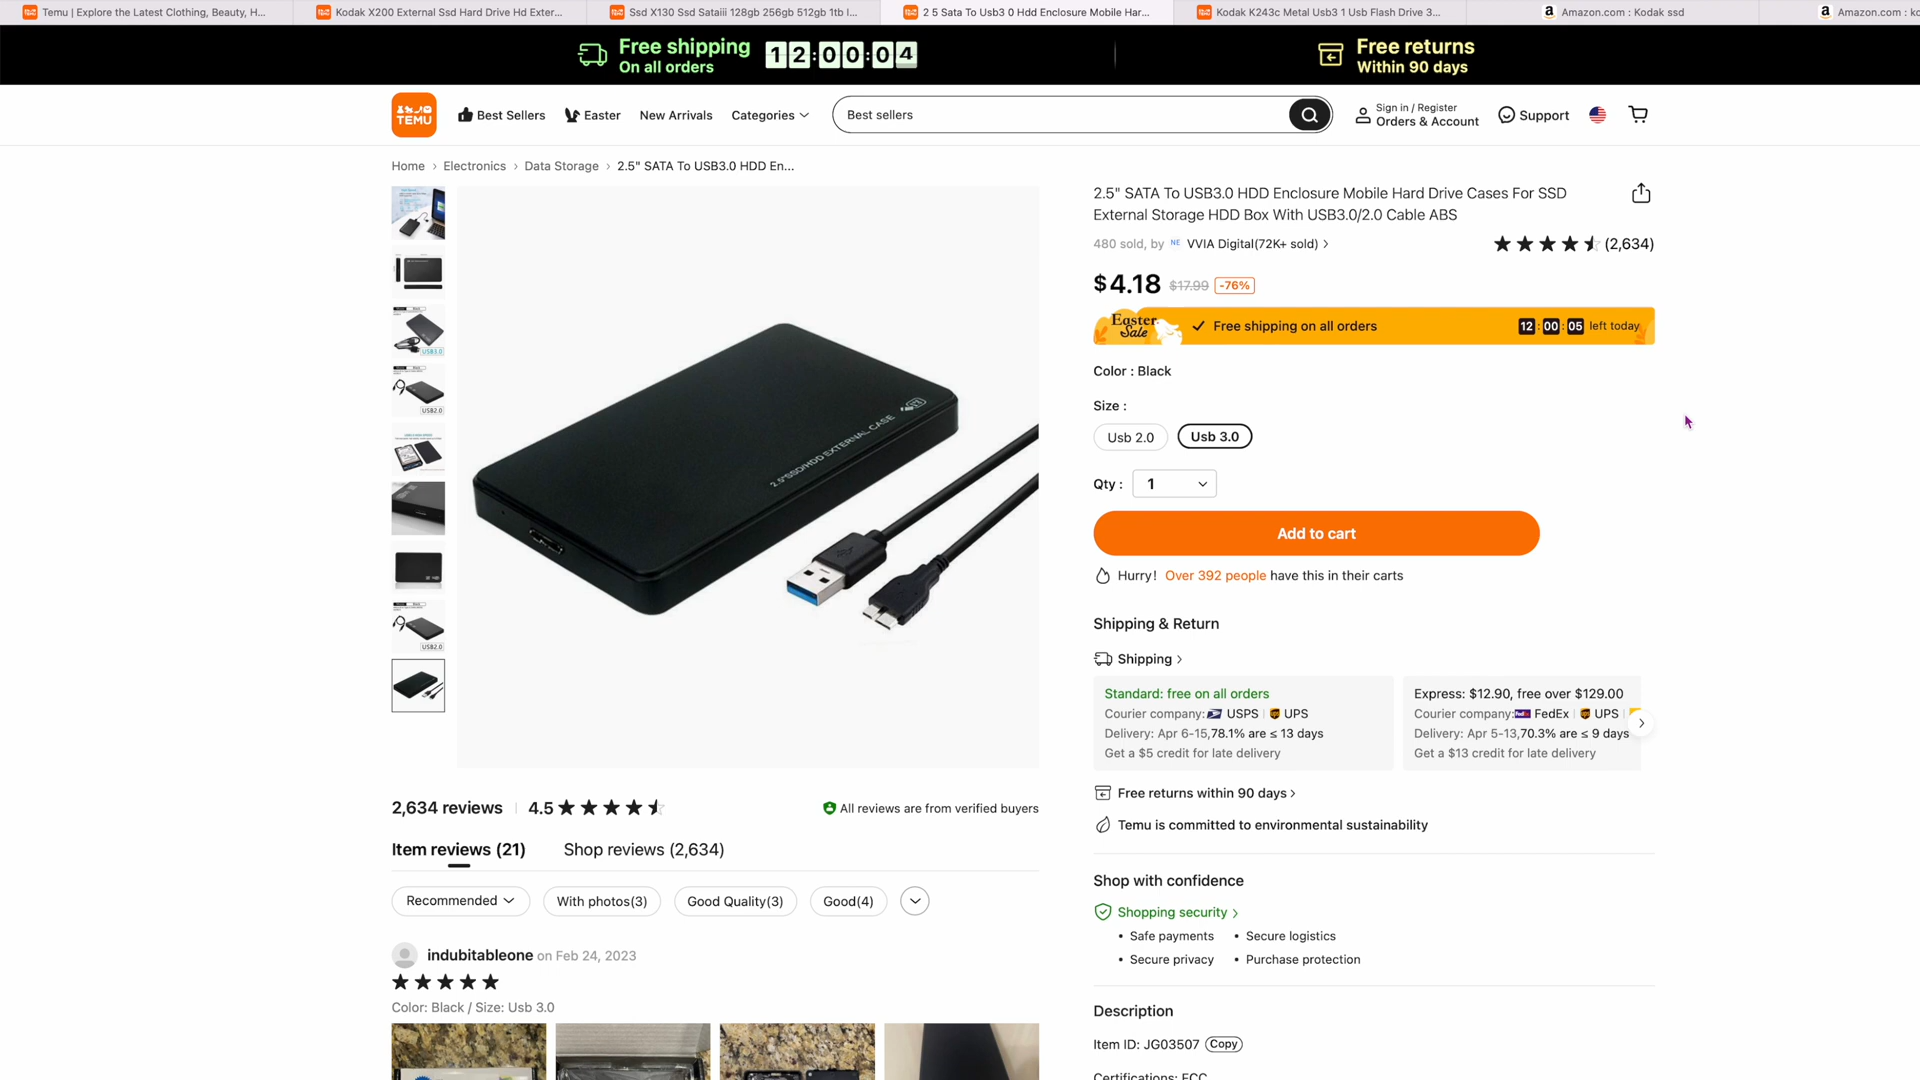 Temu | Explore the Latest Clothing, Beauty, H...
Kodak X200 External Ssd Hard Drive Hd Exter...
Ssd X130 Ssd Sataiii 128gb 256gb 512gb 1tb I...
2 5 Sata To Usb3 0 Hdd Enclosure Mobile Har...
Kodak K243c Metal Usb3 1 Usb Flash Drive 3...
Amazon.com : Kodak ssd
Amazon.com : ko
Free shipping
On all orders
12:00:04
Free returns
Within 90 days
TEMU
Best Sellers
Easter
New Arrivals
Categories
Best sellers
Sign in / Register
Orders & Account
Support
Home › Electronics › Data Storage › 2.5" SATA To USB3.0 HDD En...
2.5" SATA To USB3.0 HDD Enclosure Mobile Hard Drive Cases For SSD
External Storage HDD Box With USB3.0/2.0 Cable ABS
480 sold, by NE VVIA Digital(72K+ sold) ›
(2,634)
$4.18 $17.99 -76%
Easter
Sale
Free shipping on all orders
12:00:05 left today
Color : Black
Size :
Usb 2.0
Usb 3.0
Qty : 1
Add to cart
Hurry! Over 392 people have this in their carts
Shipping & Return
Shipping ›
Standard: free on all orders
Courier company: USPS | UPS
Delivery: Apr 6-15,78.1% are ≤ 13 days
Get a $5 credit for late delivery
Express: $12.90, free over $129.00
Courier company: FedEx | UPS |
Delivery: Apr 5-13,70.3% are ≤ 9 days
Get a $13 credit for late delivery
Free returns within 90 days ›
Temu is committed to environmental sustainability
Shop with confidence
Shopping security ›
• Safe payments
• Secure logistics
• Secure privacy
• Purchase protection
Description
Item ID: JG03507 Copy
Certifications: FCC
USB3.0
USB2.0
USB2.0
2.5"SSD/HDD EXTERNAL CASE
2,634 reviews
4.5
All reviews are from verified buyers
Item reviews (21)
Shop reviews (2,634)
Recommended
With photos(3)
Good Quality(3)
Good(4)
indubitableone on Feb 24, 2023
Color: Black / Size: Usb 3.0